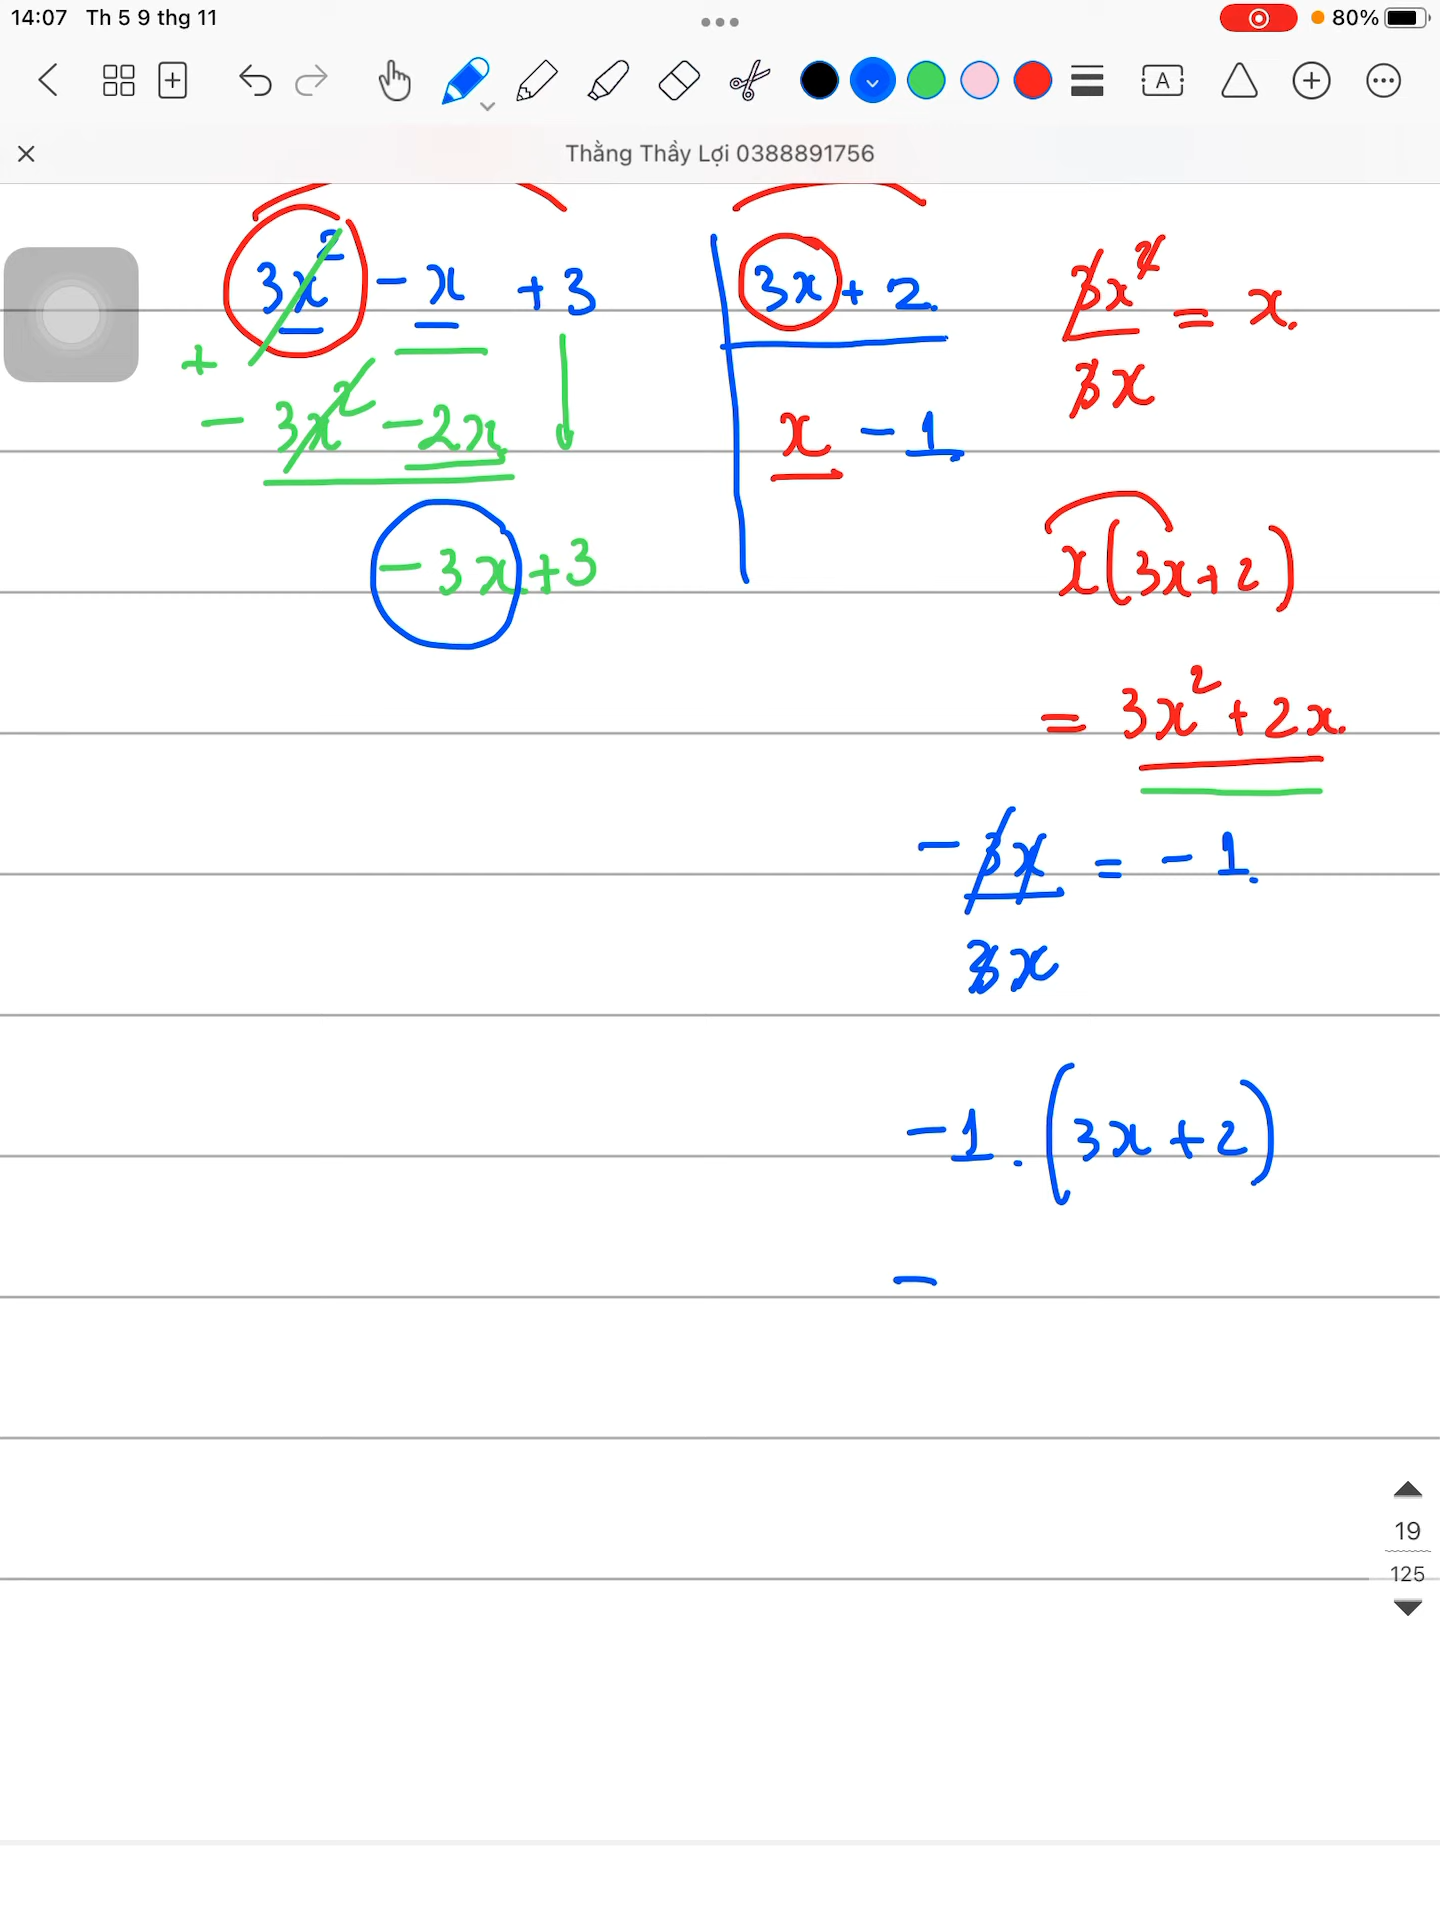 14:07 Th 5 9 thg 11 80%
A
Thằng Thầy Lợi 0388891756
3x² - x + 3
3x + 2
3x² / 3x = x
+
- 3x² - 2x
x - 1
- 3x + 3
x(3x + 2)
= 3x² + 2x
- 3x / 3x = - 1
- 1 . (3x + 2)
-
19
125